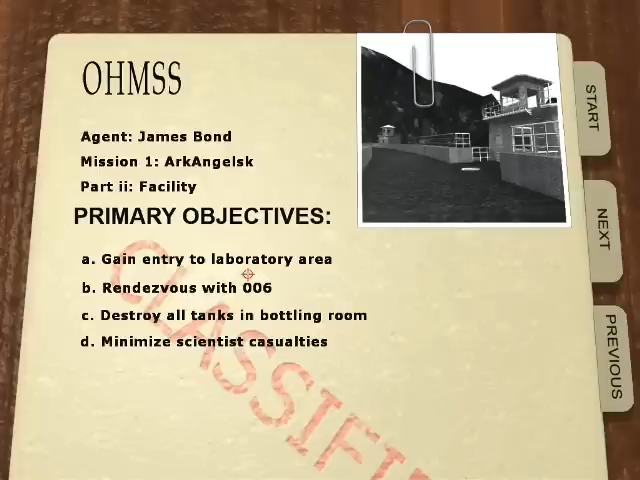 OHMSS
Agent: James Bond
Mission 1: ArkAngelsk
Part ii: Facility
PRIMARY OBJECTIVES:
a. Gain entry to laboratory area
b. Rendezvous with 006
c. Destroy all tanks in bottling room
d. Minimize scientist casualties
CLASSIFI
START
NEXT
PREVIOUS